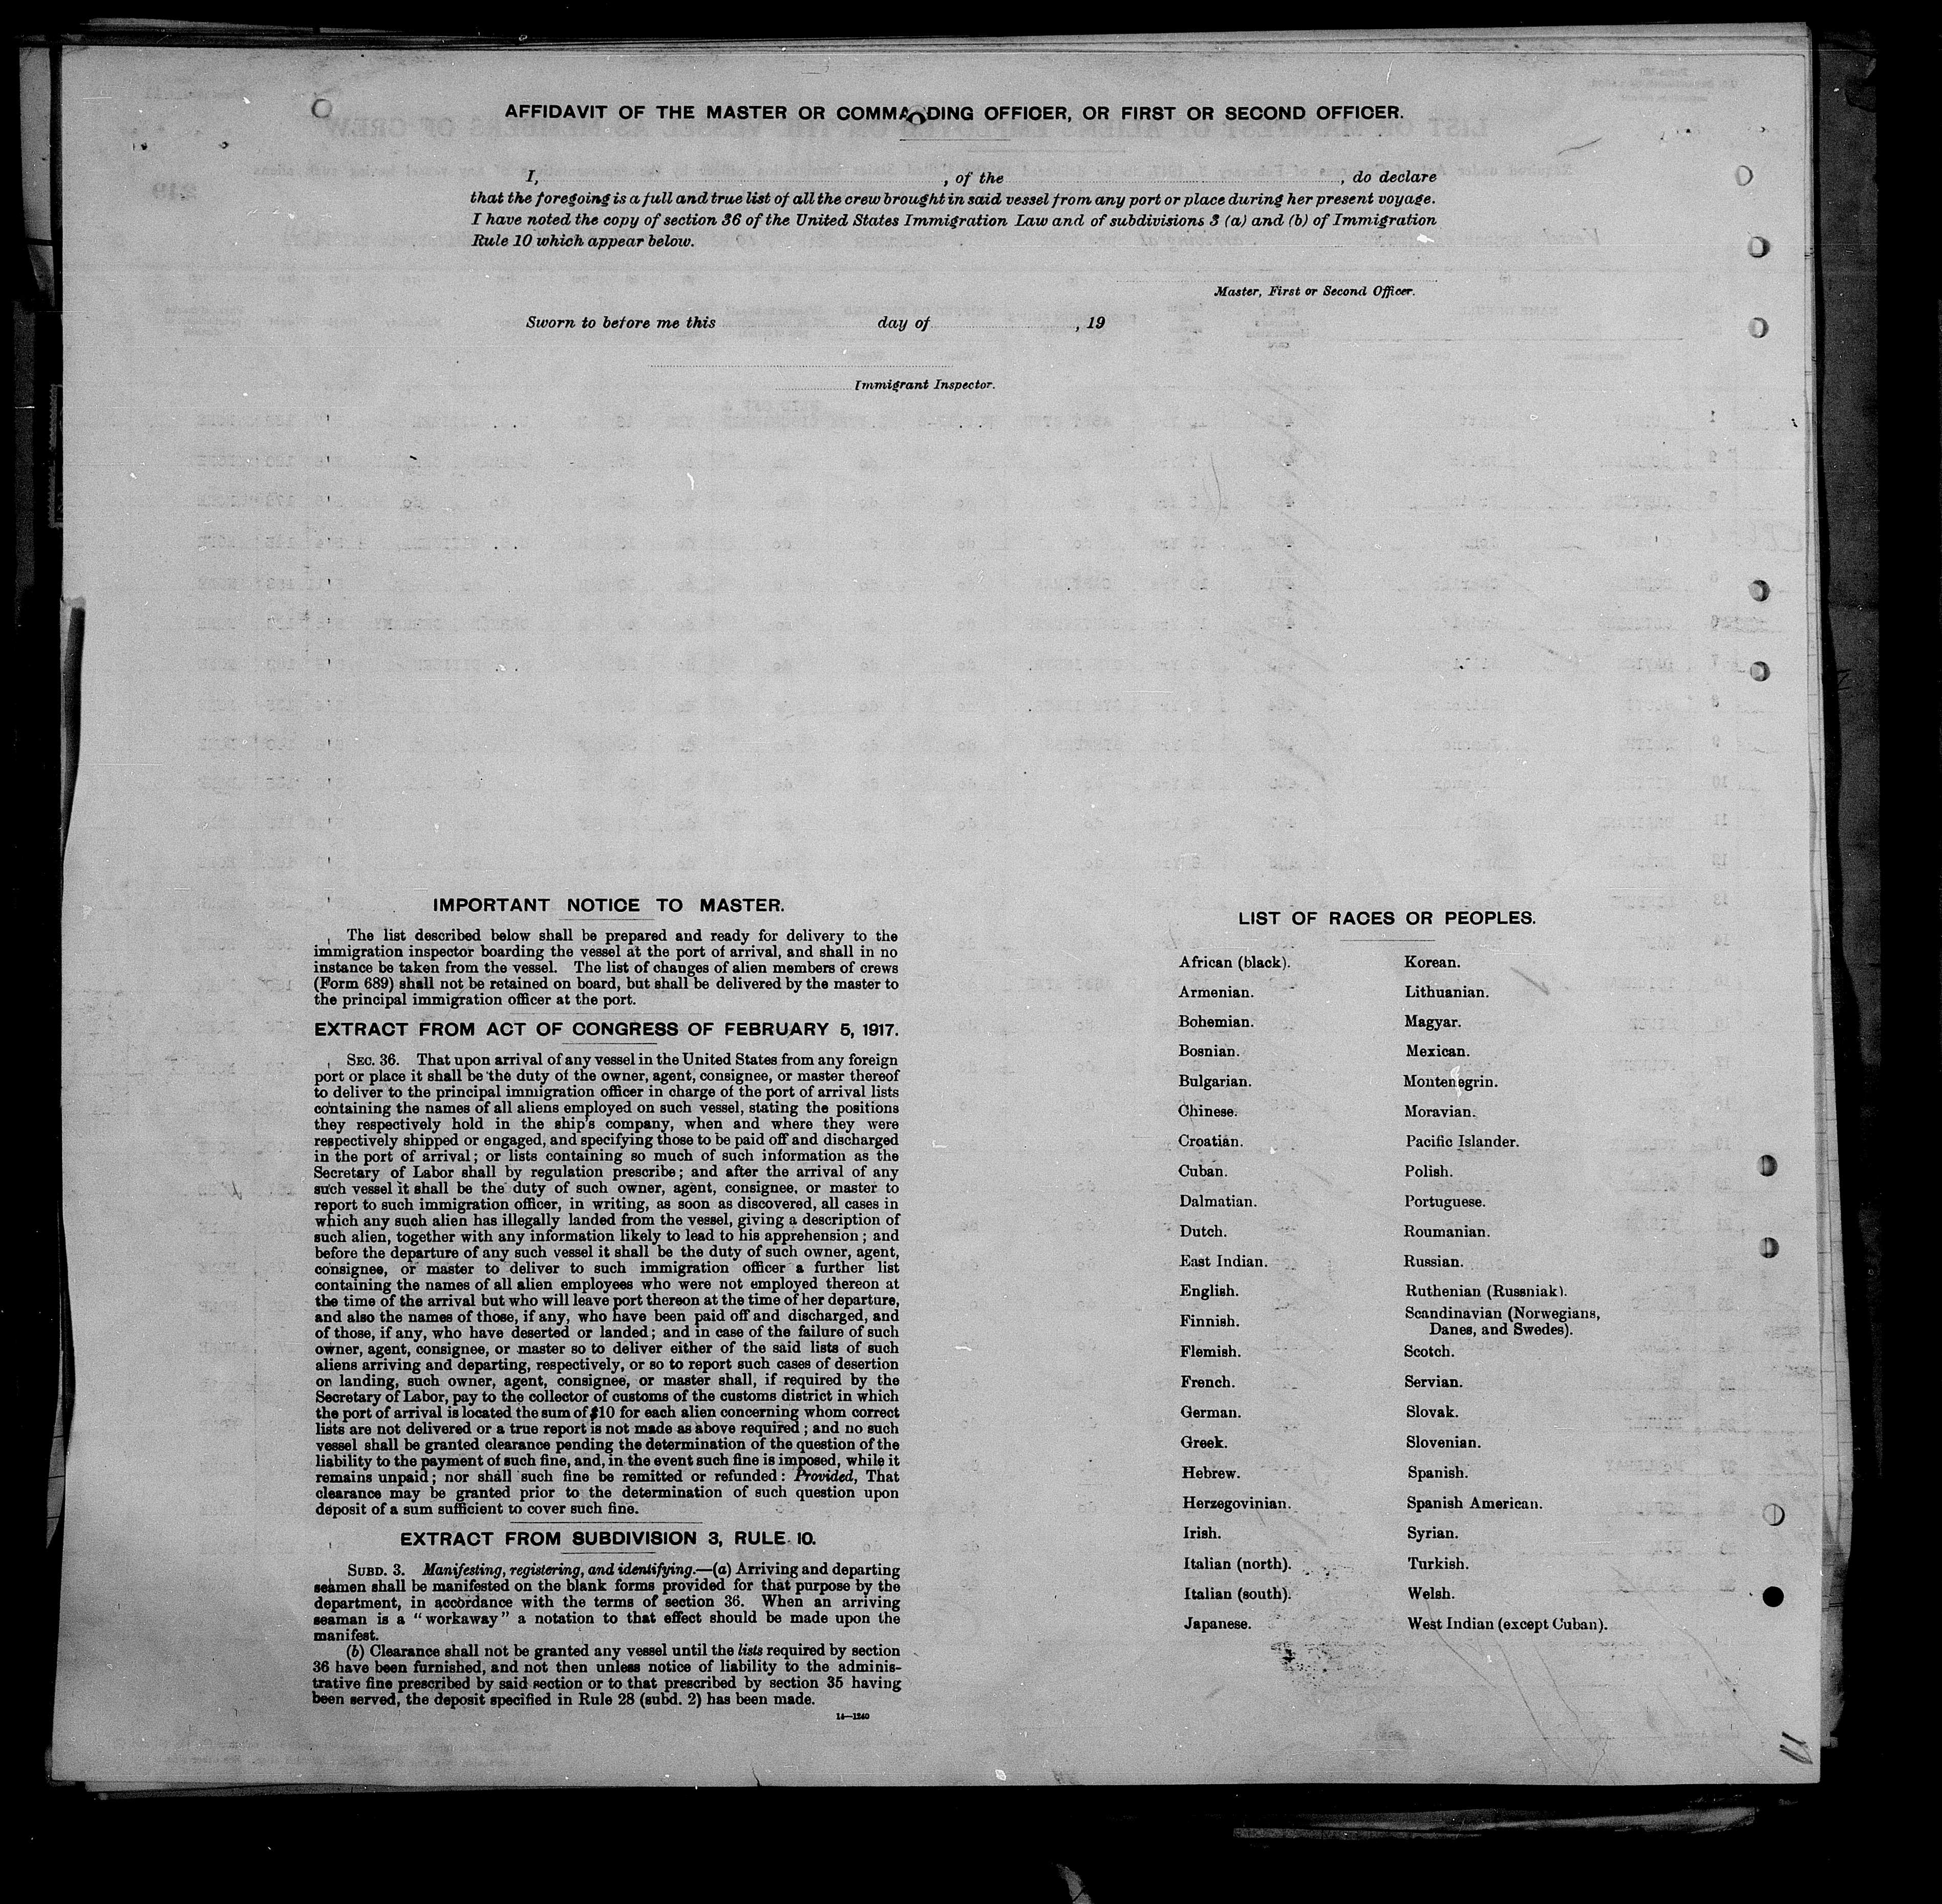 AFFIDAVIT OF THE MASTER OR COMMANDING OFFICER, OR FIRST OR SECOND OFFICER.
I, , of the , do declare
that the foregoing is a full and true list of all the crew brought in said vessel from any port or place during her present voyage.
I have noted the copy of section 36 of the United States Immigration Law and of subdivisions 3 (a) and (b) of Immigration
Rule 10 which appear below.
Master, First or Second Officer.
Sworn to before me this day of , 19
Immigrant Inspector.
IMPORTANT NOTICE TO MASTER.
The list described below shall be prepared and ready for delivery to the
immigration inspector boarding the vessel at the port of arrival, and shall in no
instance be taken from the vessel. The list of changes of alien members of crews
(Form 689) shall not be retained on board, but shall be delivered by the master to
the principal immigration officer at the port.
EXTRACT FROM ACT OF CONGRESS OF FEBRUARY 5, 1917.
SEC. 36. That upon arrival of any vessel in the United States from any foreign
port or place it shall be the duty of the owner, agent, consignee, or master thereof
to deliver to the principal immigration officer in charge of the port of arrival lists
containing the names of all aliens employed on such vessel, stating the positions
they respectively hold in the ship's company, when and where they were
respectively shipped or engaged, and specifying those to be paid off and discharged
in the port of arrival; or lists containing so much of such information as the
Secretary of Labor shall by regulation prescribe; and after the arrival of any
such vessel it shall be the duty of such owner, agent, consignee, or master to
report to such immigration officer, in writing, as soon as discovered, all cases in
which any such alien has illegally landed from the vessel, giving a description of
such alien, together with any information likely to lead to his apprehension; and
before the departure of any such vessel it shall be the duty of such owner, agent,
consignee, or master to deliver to such immigration officer a further list
containing the names of all alien employees who were not employed thereon at
the time of the arrival but who will leave port thereon at the time of her departure,
and also the names of those, if any, who have been paid off and discharged, and
of those, if any, who have deserted or landed; and in case of the failure of such
owner, agent, consignee, or master so to deliver either of the said lists of such
aliens arriving and departing, respectively, or so to report such cases of desertion
or landing, such owner, agent, consignee, or master shall, if required by the
Secretary of Labor, pay to the collector of customs of the customs district in which
the port of arrival is located the sum of $10 for each alien concerning whom correct
lists are not delivered or a true report is not made as above required; and no such
vessel shall be granted clearance pending the determination of the question of the
liability to the payment of such fine, and, in the event such fine is imposed, while it
remains unpaid; nor shall such fine be remitted or refunded: Provided, That
clearance may be granted prior to the determination of such question upon
deposit of a sum sufficient to cover such fine.
EXTRACT FROM SUBDIVISION 3, RULE 10.
SUBD. 3. Manifesting, registering, and identifying.—(a) Arriving and departing
seamen shall be manifested on the blank forms provided for that purpose by the
department, in accordance with the terms of section 36. When an arriving
seaman is a "workaway" a notation to that effect should be made upon the
manifest.
(b) Clearance shall not be granted any vessel until the lists required by section
36 have been furnished, and not then unless notice of liability to the adminis-
trative fine prescribed by said section or to that prescribed by section 35 having
been served, the deposit specified in Rule 28 (subd. 2) has been made.
14—1240
LIST OF RACES OR PEOPLES.
African (black).
Armenian.
Bohemian.
Bosnian.
Bulgarian.
Chinese.
Croatian.
Cuban.
Dalmatian.
Dutch.
East Indian.
English.
Finnish.
Flemish.
French.
German.
Greek.
Hebrew.
Herzegovinian.
Irish.
Italian (north).
Italian (south).
Japanese.
Korean.
Lithuanian.
Magyar.
Mexican.
Montenegrin.
Moravian.
Pacific Islander.
Polish.
Portuguese.
Roumanian.
Russian.
Ruthenian (Russniak).
Scandinavian (Norwegians,
Danes, and Swedes).
Scotch.
Servian.
Slovak.
Slovenian.
Spanish.
Spanish American.
Syrian.
Turkish.
Welsh.
West Indian (except Cuban).